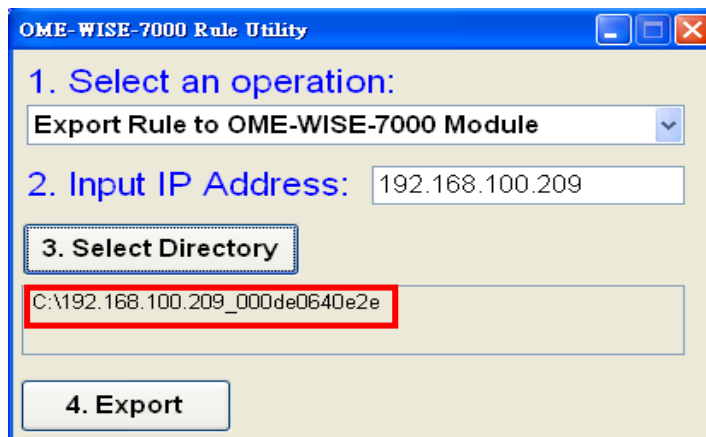 OME-WISE-7000 Rule Utility
1. Select an operation:
Export Rule to OME-WISE-7000 Module
2. Input IP Address: 192.168.100.209
3. Select Directory
C:\192.168.100.209_000de0640e2e
4. Export